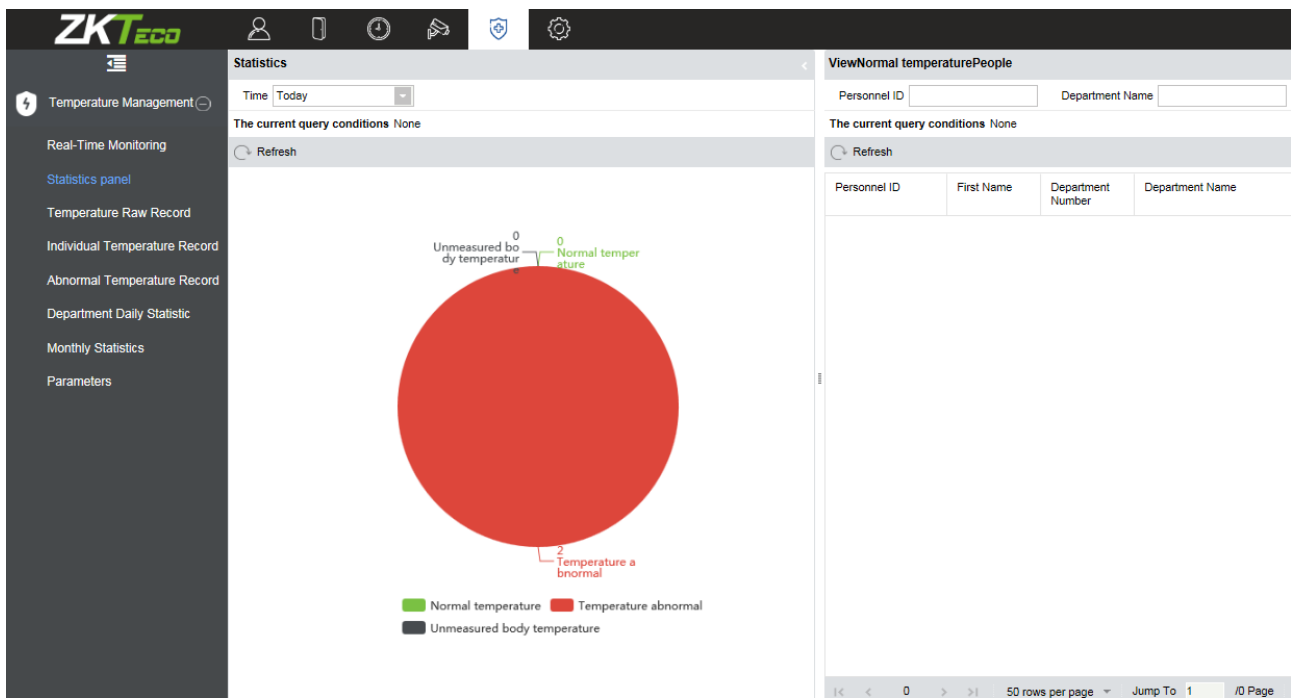 ZKTeco
Temperature Management
Real-Time Monitoring
Statistics panel
Temperature Raw Record
Individual Temperature Record
Abnormal Temperature Record
Department Daily Statistic
Monthly Statistics
Parameters
Statistics
Time Today
The current query conditions None
Refresh
0
Unmeasured bo
dy temperatur
e
0
Normal temper
ature
2
Temperature a
bnormal
Normal temperature Temperature abnormal
Unmeasured body temperature
ViewNormal temperaturePeople
Personnel ID Department Name
The current query conditions None
Refresh
Personnel ID First Name Department Number Department Name
0 50 rows per page Jump To 1 /0 Page